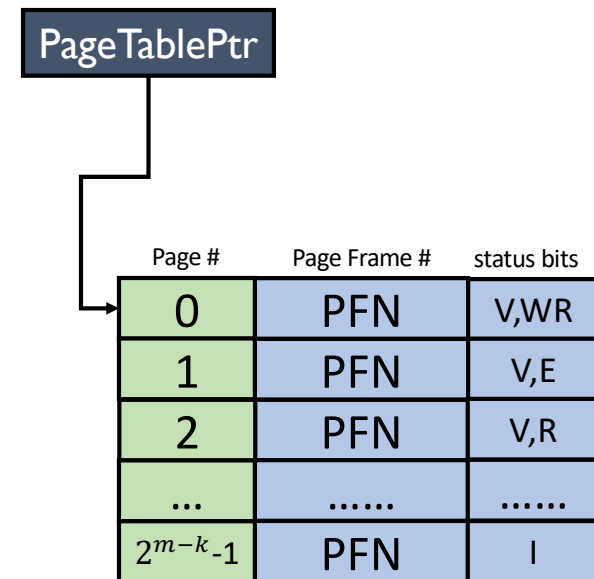 PageTablePtr
Page # Page Frame # status bits
0 PFN V,WR
1 PFN V,E
2 PFN V,R
... ...... ......
2^{m-k}-1 PFN I